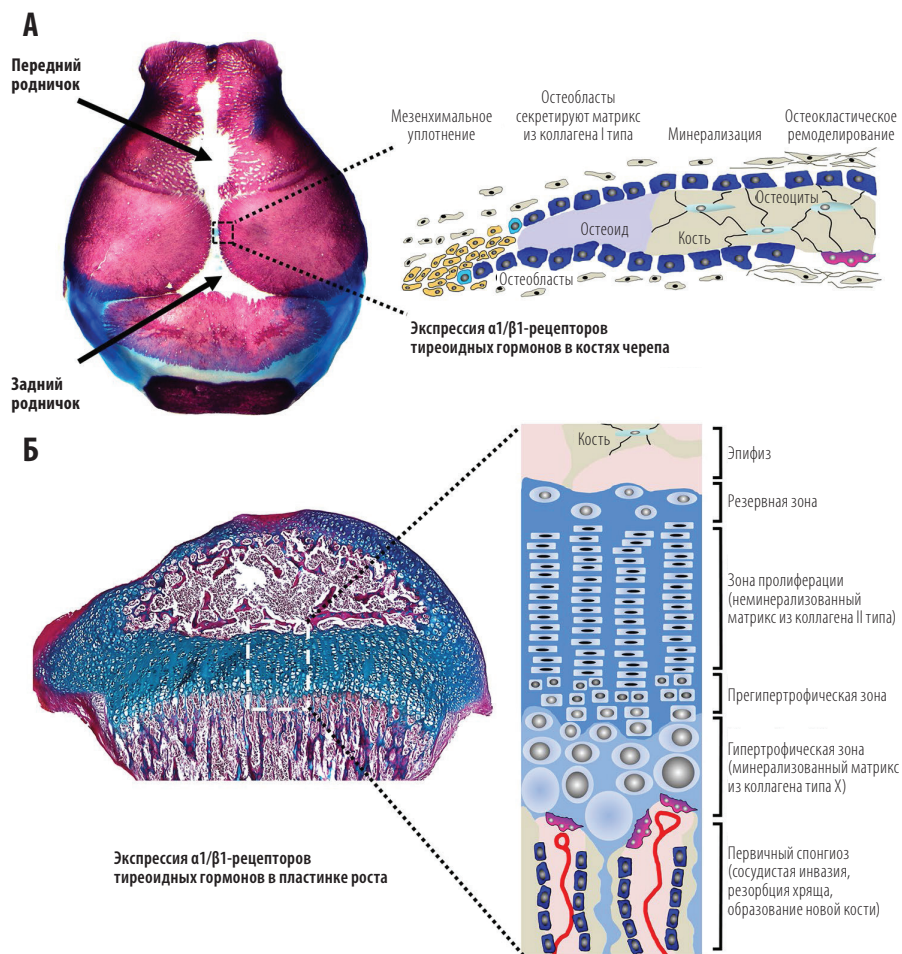 А
Передний
родничок
Мезенхимальное
уплотнение
Остеобласты
секретируют матрикс
из коллагена I типа
Минерализация
Остеокластическое
ремоделирование
Остеоциты
Остеоид
Кость
Остеобласты
Экспрессия α1/β1-рецепторов
тиреоидных гормонов в костях черепа
Задний
родничок
Б
Кость
Эпифиз
Резервная зона
Зона пролиферации
(неминерализованный
матрикс из коллагена II типа)
Прегипертрофическая зона
Гипертрофическая зона
(минерализованный матрикс
из коллагена типа X)
Первичный спонгиоз
(сосудистая инвазия,
резорбция хряща,
образование новой кости)
Экспрессия α1/β1-рецепторов
тиреоидных гормонов в пластинке роста